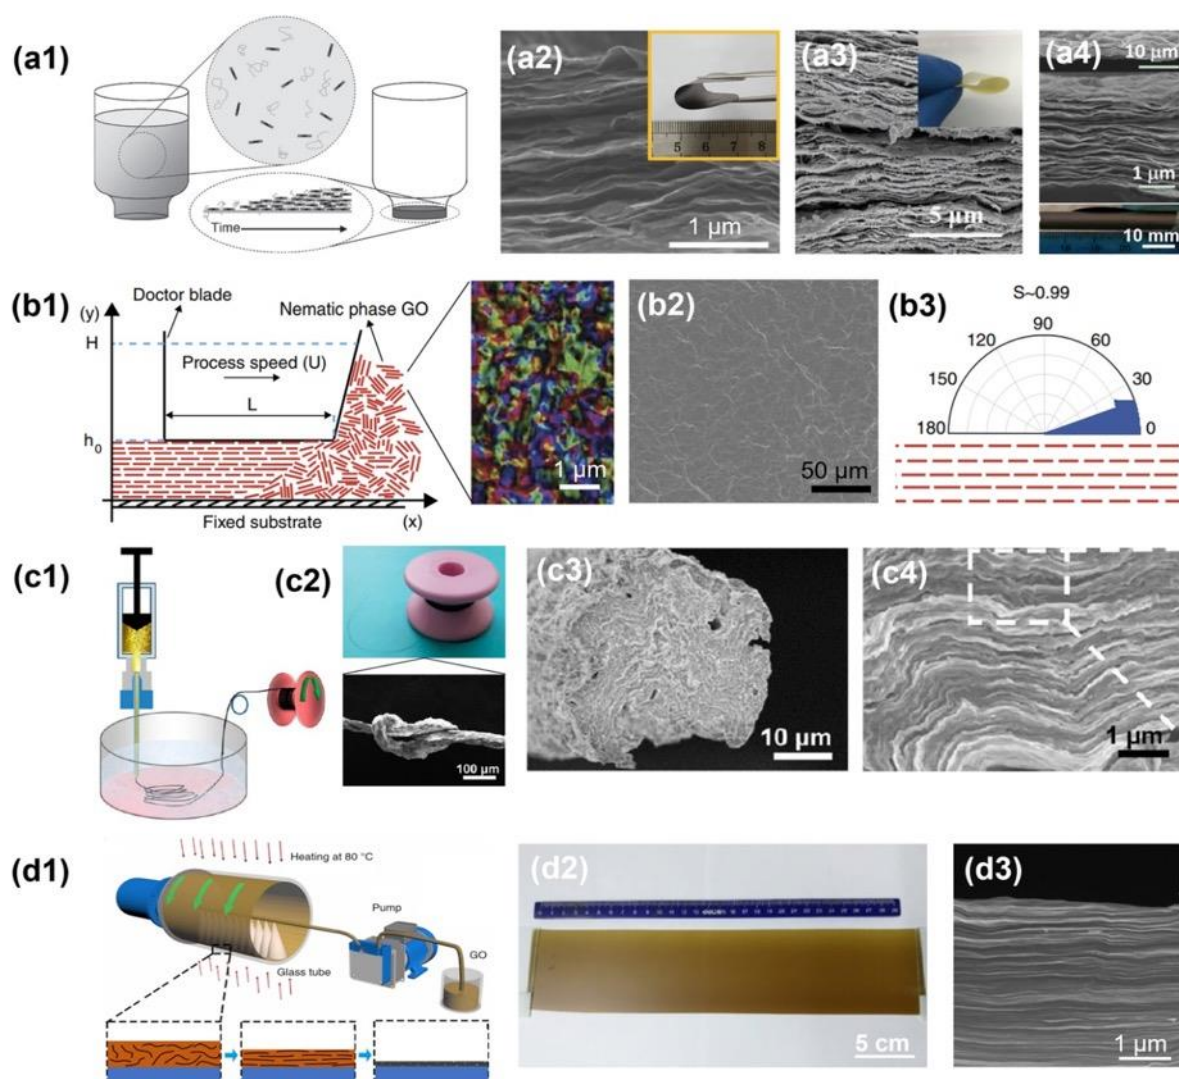 (a1)
Time
(a2)
5 6 7 8
1 µm
(a3)
5 µm
(a4)
10 µm
1 µm
10 mm
(b1)
Doctor blade
(y)
Nematic phase GO
H
Process speed (U)
L
h0
Fixed substrate
(x)
1 µm
(b2)
50 µm
(b3)
S~0.99
90
120
60
150
30
180
0
(c1)
(c2)
100 µm
(c3)
10 µm
(c4)
1 µm
(d1)
Heating at 80 °C
Pump
GO
Glass tube
(d2)
5 cm
(d3)
1 µm